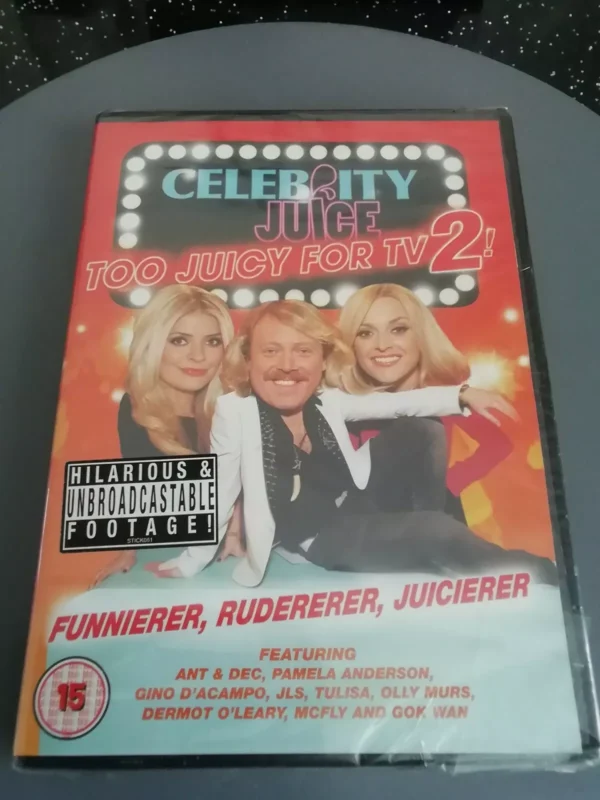 CELEBRITY
JUICE
TOO JUICY FOR TV 2!
HILARIOUS &
UNBROADCASTABLE
FOOTAGE!
STICK051
FUNNIERER, RUDERERER, JUICIERER
FEATURING
ANT & DEC, PAMELA ANDERSON,
GINO D'ACAMPO, JLS, TULISA, OLLY MURS,
DERMOT O'LEARY, MCFLY AND GOK WAN
15